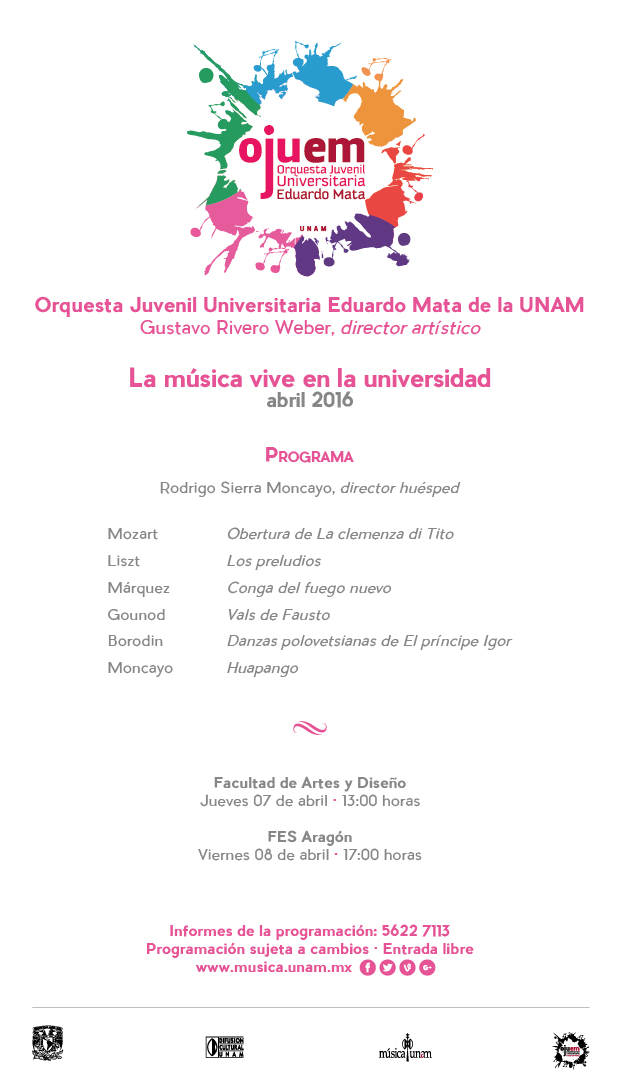 ojuem
Orquesta Juvenil
Universitaria
Eduardo Mata
UNAM
Orquesta Juvenil Universitaria Eduardo Mata de la UNAM
Gustavo Rivero Weber, director artístico
La música vive en la universidad
abril 2016
PROGRAMA
Rodrigo Sierra Moncayo, director huésped
Mozart Obertura de La clemenza di Tito
Liszt Los preludios
Márquez Conga del fuego nuevo
Gounod Vals de Fausto
Borodin Danzas polovetsianas de El príncipe Igor
Moncayo Huapango
Facultad de Artes y Diseño
Jueves 07 de abril · 13:00 horas
FES Aragón
Viernes 08 de abril · 17:00 horas
Informes de la programación: 5622 7113
Programación sujeta a cambios · Entrada libre
www.musica.unam.mx
DIFUSION
CULTURAL
UNAM
música unam
ojuem